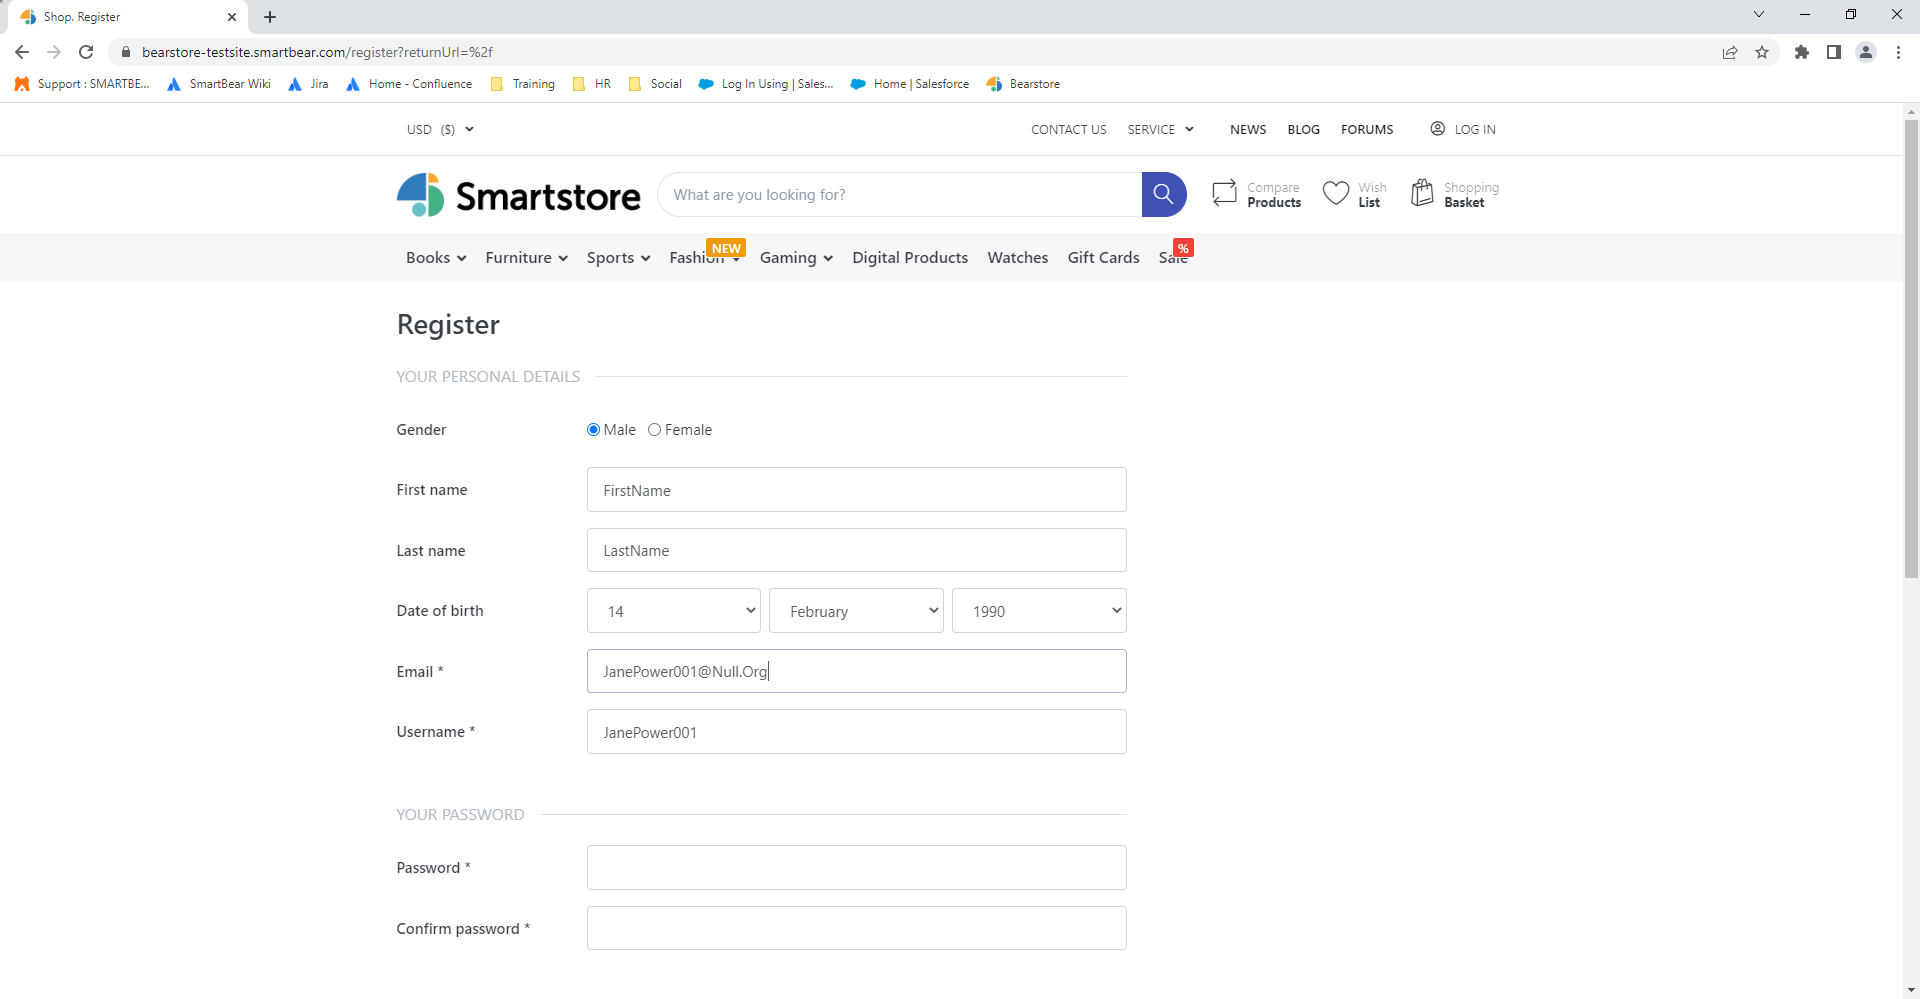 Shop. Register
bearstore-testsite.smartbear.com/register?returnUrl=%2f
Support : SMARTBE... SmartBear Wiki Jira Home - Confluence Training HR Social Log In Using | Sales... Home | Salesforce Bearstore
USD ($) CONTACT US SERVICE NEWS BLOG FORUMS LOG IN
Smartstore What are you looking for? Compare Products Wish List Shopping Basket
NEW %
Books Furniture Sports Fashion Gaming Digital Products Watches Gift Cards Sale
Register
YOUR PERSONAL DETAILS
Gender Male Female
First name FirstName
Last name LastName
Date of birth 14 February 1990
Email * JanePower001@Null.Org
Username * JanePower001
YOUR PASSWORD
Password *
Confirm password *